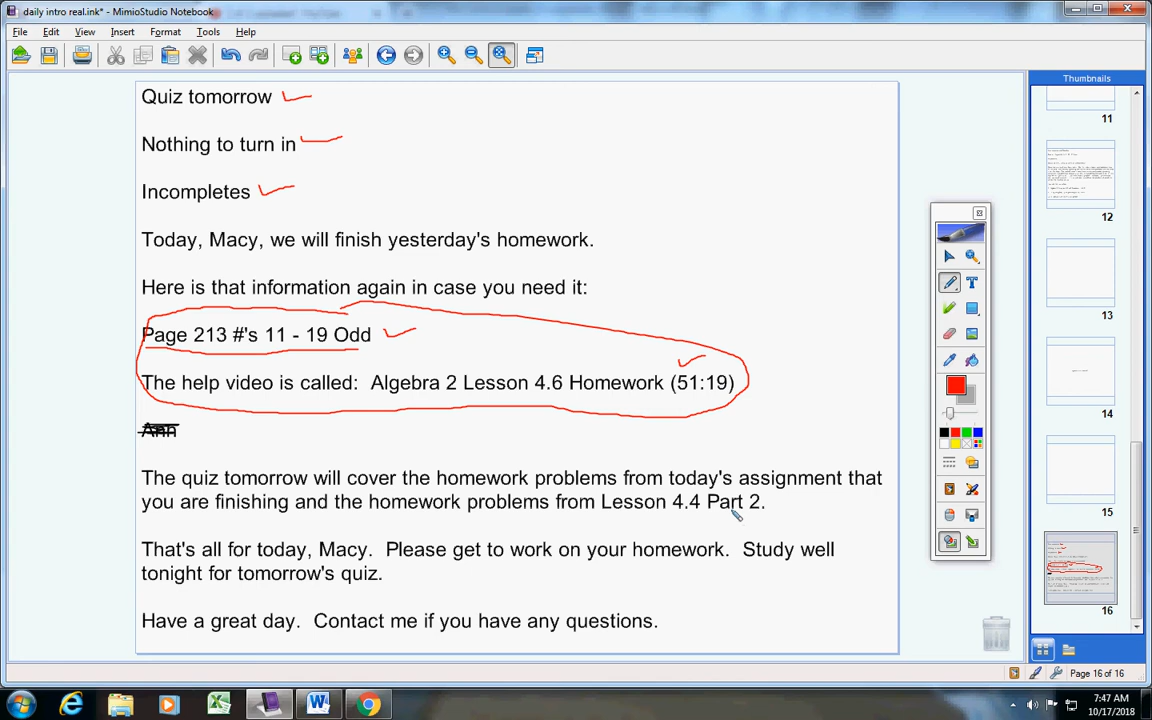 daily intro real.ink* - MimioStudio Notebook
File Edit View Insert Format Tools Help
Quiz tomorrow
Nothing to turn in
Incompletes
Today, Macy, we will finish yesterday's homework.
Here is that information again in case you need it:
Page 213 #'s 11 - 19 Odd
The help video is called:  Algebra 2 Lesson 4.6 Homework (51:19)
The quiz tomorrow will cover the homework problems from today's assignment that
you are finishing and the homework problems from Lesson 4.4 Part 2.
That's all for today, Macy.  Please get to work on your homework.  Study well
tonight for tomorrow's quiz.
Have a great day.  Contact me if you have any questions.
Thumbnails
11
12
13
14
15
16
Page 16 of 16
7:47 AM
10/17/2018